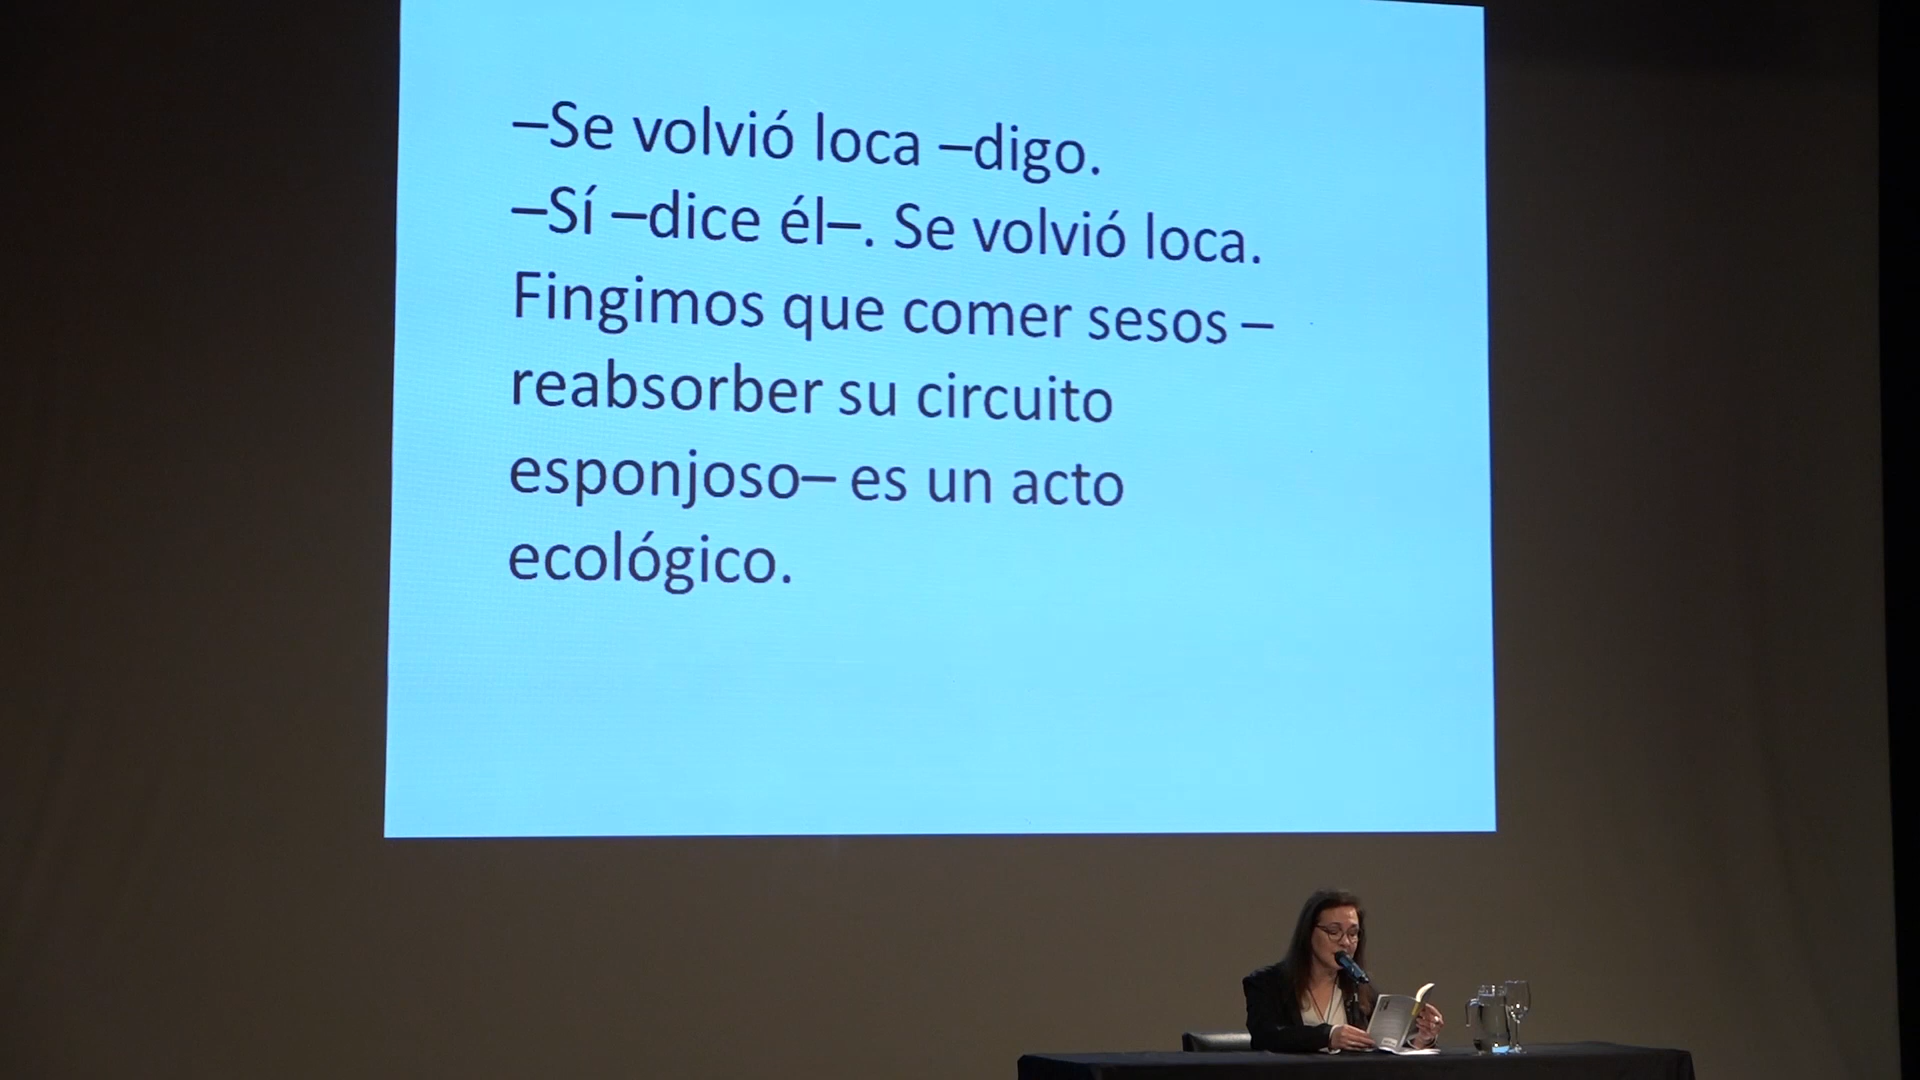 –Se volvió loca –digo.
–Sí –dice él–. Se volvió loca.
Fingimos que comer sesos –
reabsorber su circuito
esponjoso– es un acto
ecológico.